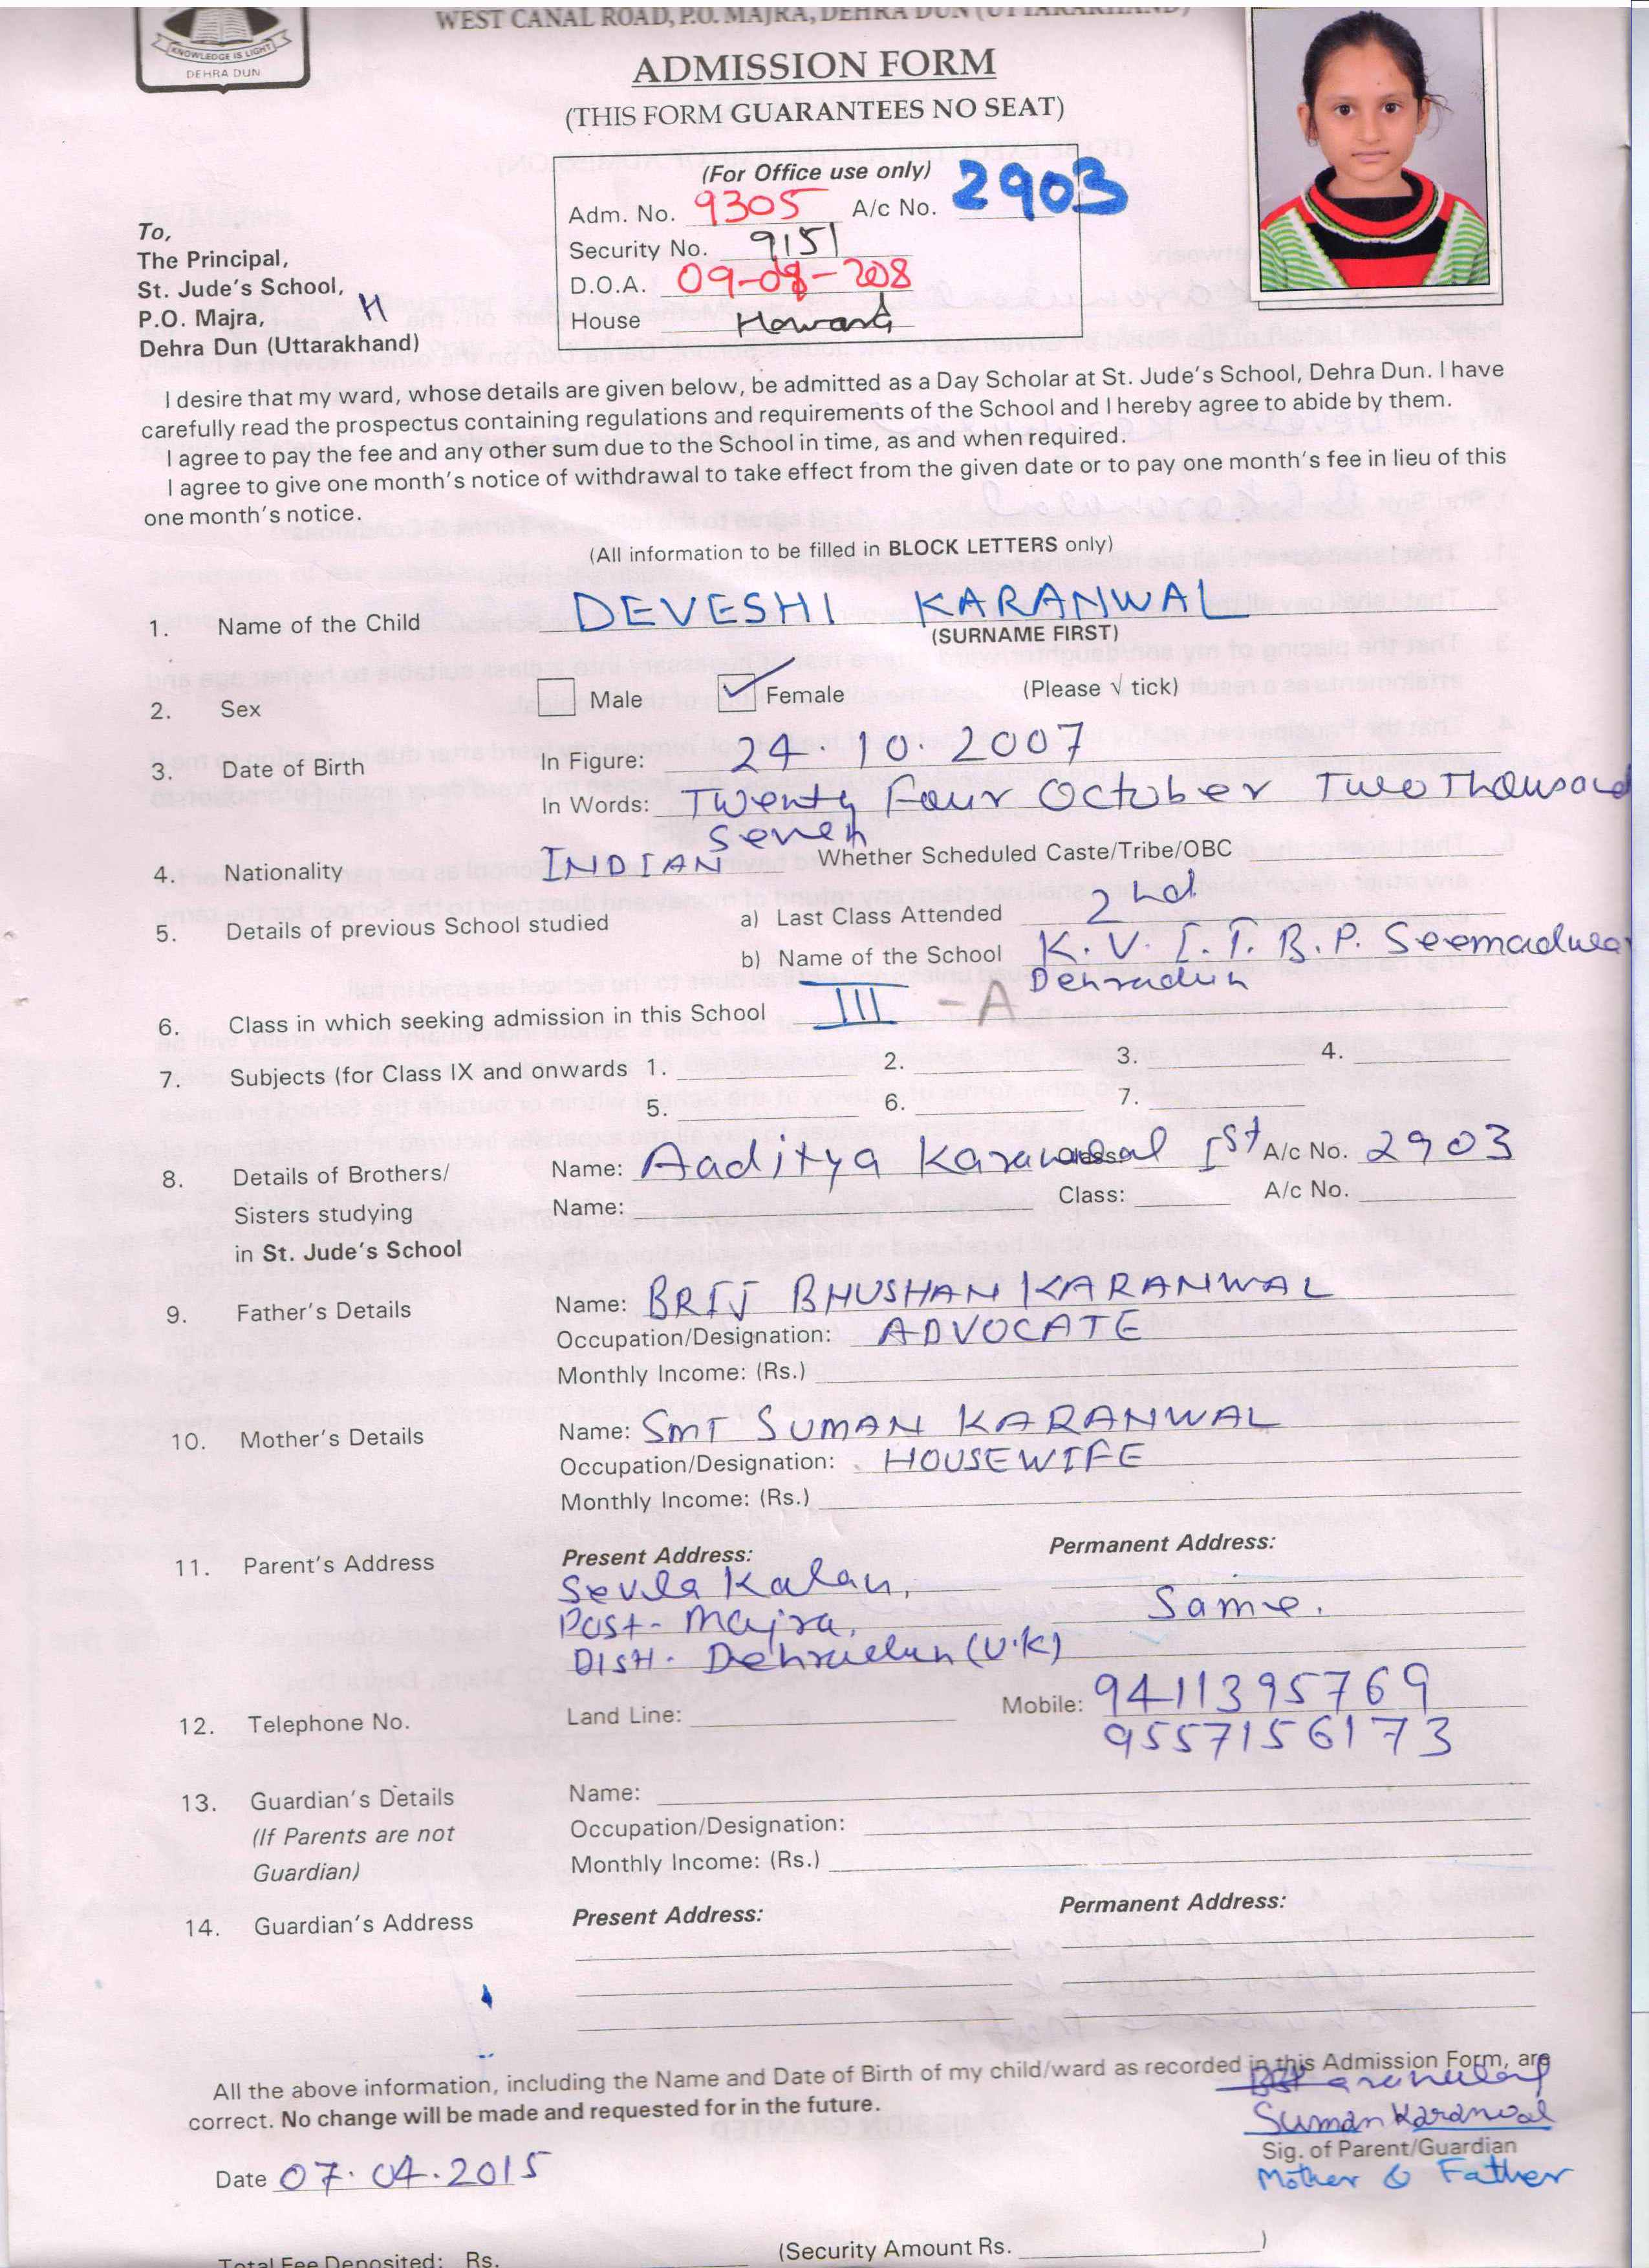 WEST CANAL ROAD, P.O. MAJRA, DEHRA DUN (UTTARAKHAND)
KNOWLEDGE IS LIGHT
DEHRA DUN
ADMISSION FORM
(THIS FORM GUARANTEES NO SEAT)
(For Office use only)
Adm. No. 9305 A/c No. 2903
Security No. 9151
D.O.A.
House Howard
To,
The Principal,
St. Jude's School, H
P.O. Majra,
Dehra Dun (Uttarakhand)
I desire that my ward, whose details are given below, be admitted as a Day Scholar at St. Jude's School, Dehra Dun. I have
carefully read the prospectus containing regulations and requirements of the School and I hereby agree to abide by them.
I agree to pay the fee and any other sum due to the School in time, as and when required.
I agree to give one month's notice of withdrawal to take effect from the given date or to pay one month's fee in lieu of this
one month's notice.
(All information to be filled in BLOCK LETTERS only)
1. Name of the Child DEVESHI KARANWAL
(SURNAME FIRST)
2. Sex Male Female (Please √ tick)
3. Date of Birth In Figure: 24.10.2007
In Words: Twenty Four October Two Thousand
Seven
4. Nationality INDIAN Whether Scheduled Caste/Tribe/OBC
5. Details of previous School studied a) Last Class Attended 2nd
b) Name of the School K.V. I.T.B.P. Seemadwar
Dehradun
6. Class in which seeking admission in this School III - A
7. Subjects (for Class IX and onwards 1. 2. 3. 4.
5. 6. 7.
8. Details of Brothers/ Name: Aaditya Karanwal Class: Ist A/c No. 2903
Sisters studying Name: Class: A/c No.
in St. Jude's School
9. Father's Details Name: BRIJ BHUSHAN KARANWAL
Occupation/Designation: ADVOCATE
Monthly Income: (Rs.)
10. Mother's Details Name: SMT SUMAN KARANWAL
Occupation/Designation: HOUSEWIFE
Monthly Income: (Rs.)
11. Parent's Address Present Address: Permanent Address:
Sevla Kalan, Same.
Post- Majra,
Distt. Dehradun (U.K)
12. Telephone No. Land Line: Mobile: 9411395769
9557156173
13. Guardian's Details Name:
(If Parents are not Occupation/Designation:
Guardian) Monthly Income: (Rs.)
14. Guardian's Address Present Address: Permanent Address:
All the above information, including the Name and Date of Birth of my child/ward as recorded in this Admission Form, are
correct. No change will be made and requested for in the future.
Suman Karanwal
Sig. of Parent/Guardian
Mother & Father
Date 07.04.2015
Total Fee Deposited: Rs. (Security Amount Rs. )